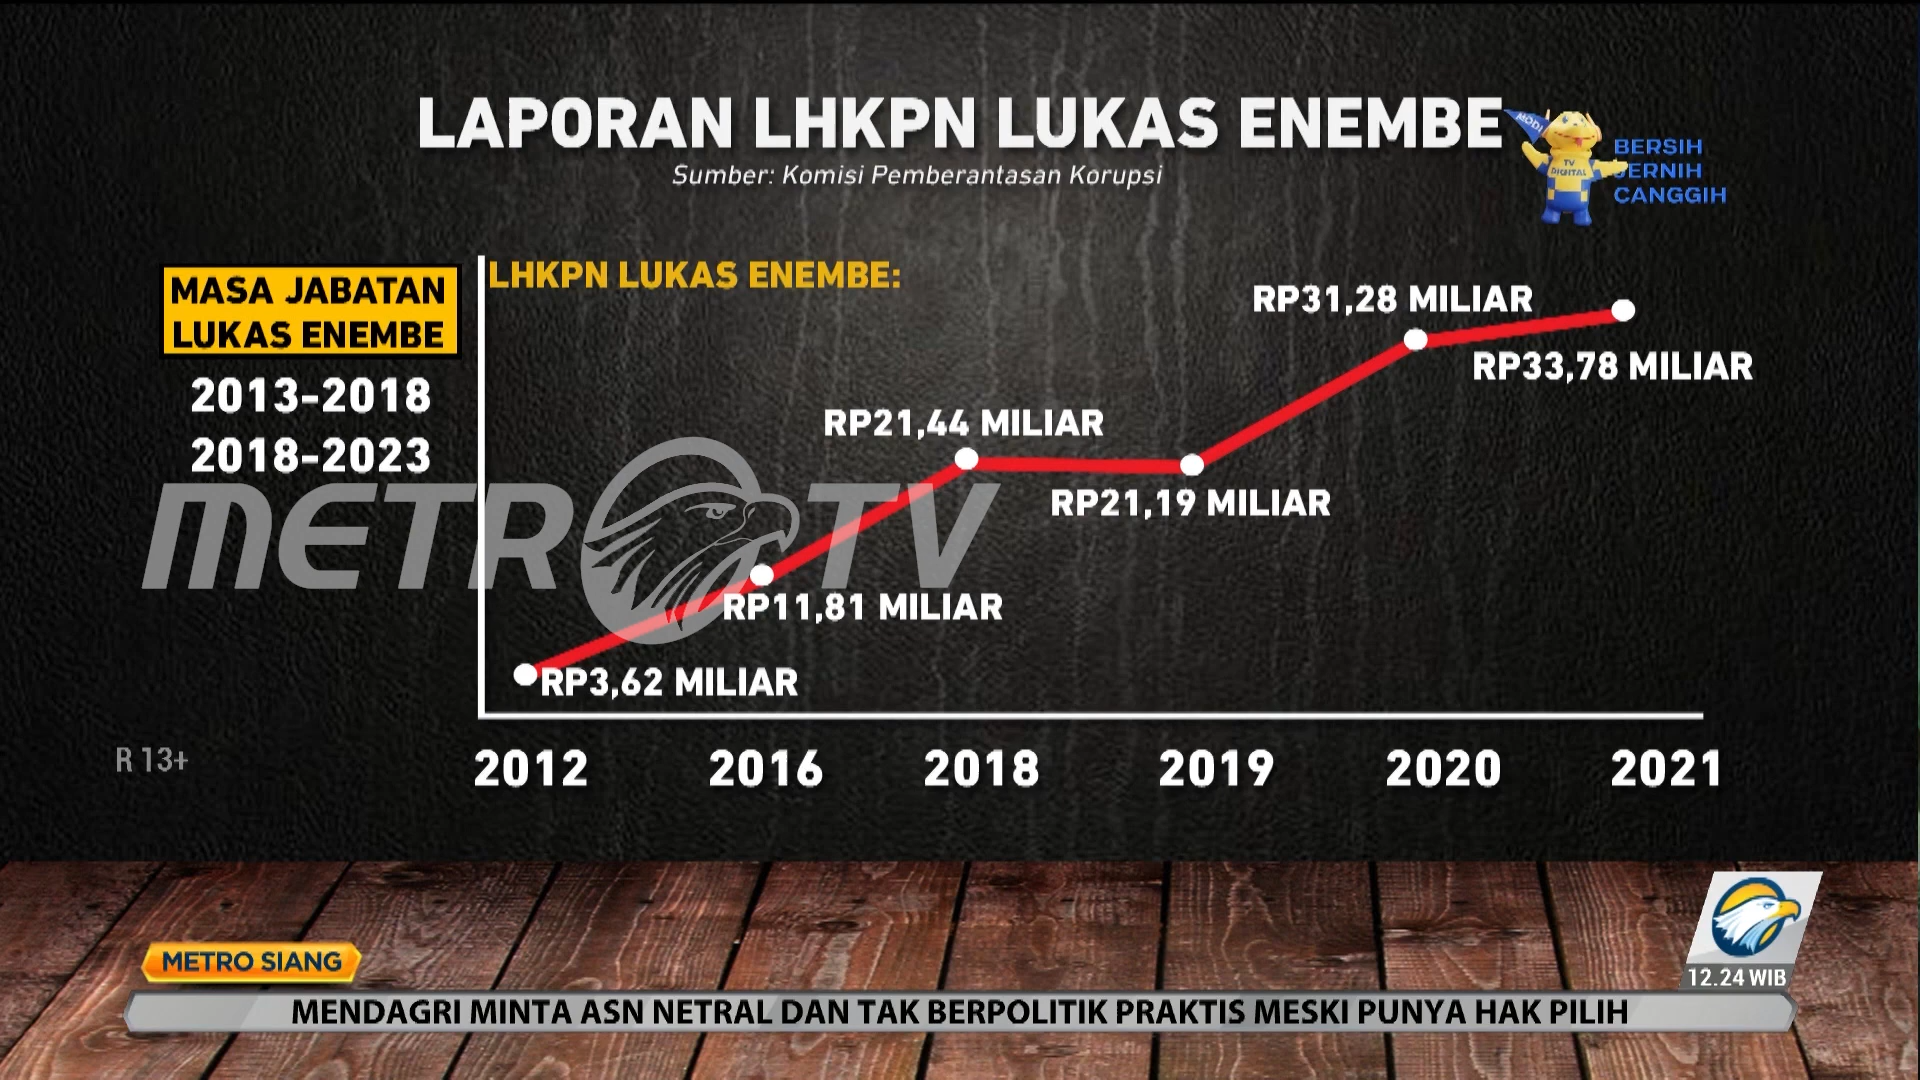 LAPORAN LHKPN LUKAS ENEMBE
Sumber: Komisi Pemberantasan Korupsi
MODI
TV
DIGITAL
BERSIH
JERNIH
CANGGIH
MASA JABATAN
LUKAS ENEMBE
2013-2018
2018-2023
LHKPN LUKAS ENEMBE:
RP31,28 MILIAR
RP33,78 MILIAR
RP21,44 MILIAR
RP21,19 MILIAR
METRO TV
RP11,81 MILIAR
RP3,62 MILIAR
R 13+
2012 2016 2018 2019 2020 2021
METRO SIANG
12.24 WIB
MENDAGRI MINTA ASN NETRAL DAN TAK BERPOLITIK PRAKTIS MESKI PUNYA HAK PILIH